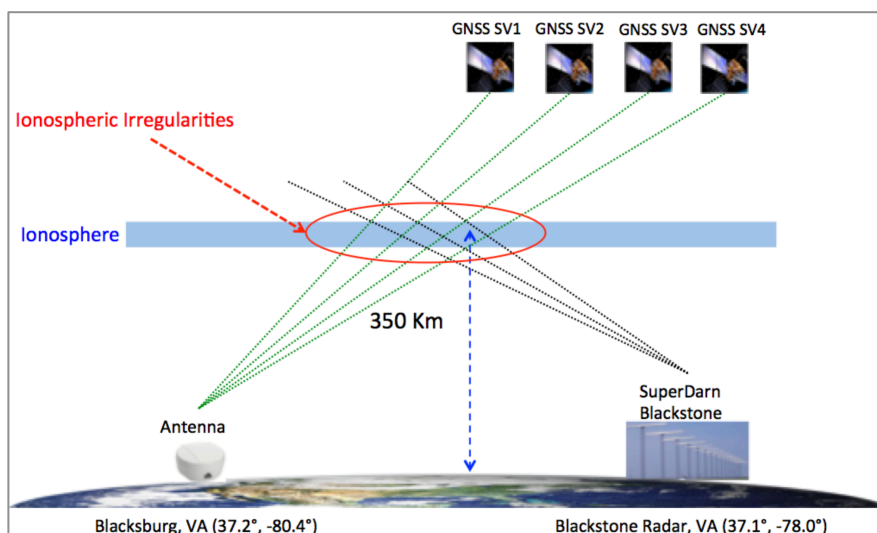 GNSS SV1 GNSS SV2 GNSS SV3 GNSS SV4
Ionospheric Irregularities
Ionosphere
350 Km
SuperDarn
Blackstone
Antenna
Blacksburg, VA (37.2°, -80.4°) Blackstone Radar, VA (37.1°, -78.0°)